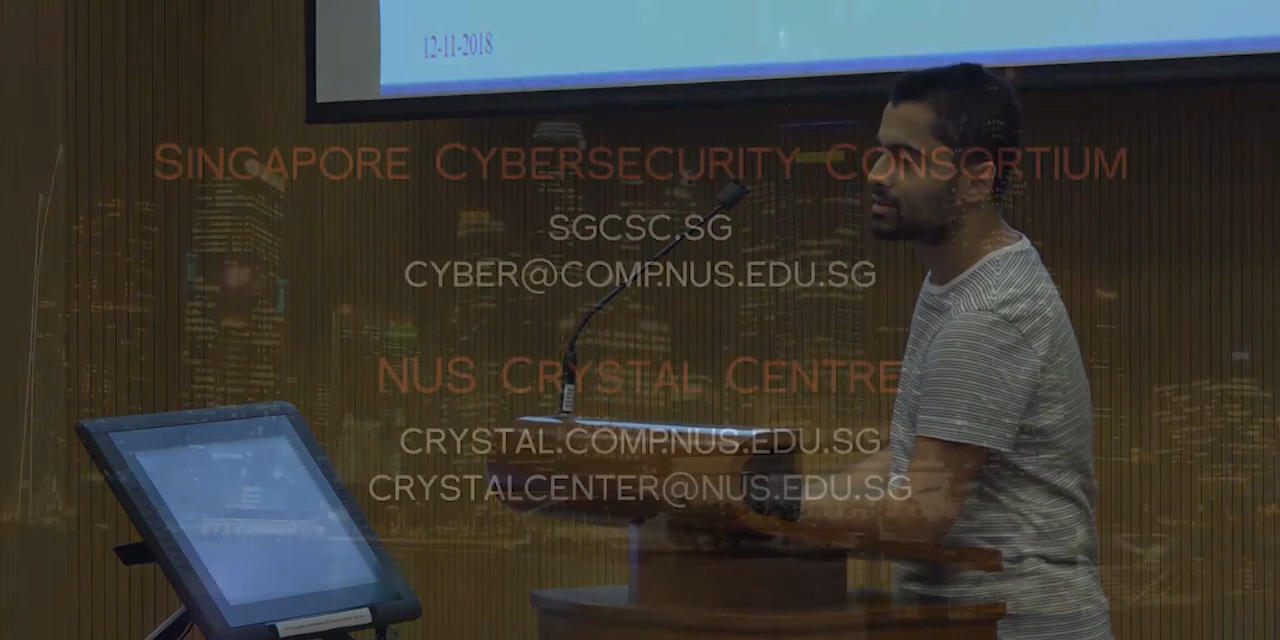 12-11-2018
SINGAPORE CYBERSECURITY CONSORTIUM
SGCSC.SG
CYBER@COMP.NUS.EDU.SG
NUS CRYSTAL CENTRE
CRYSTAL.COMP.NUS.EDU.SG
CRYSTALCENTER@NUS.EDU.SG